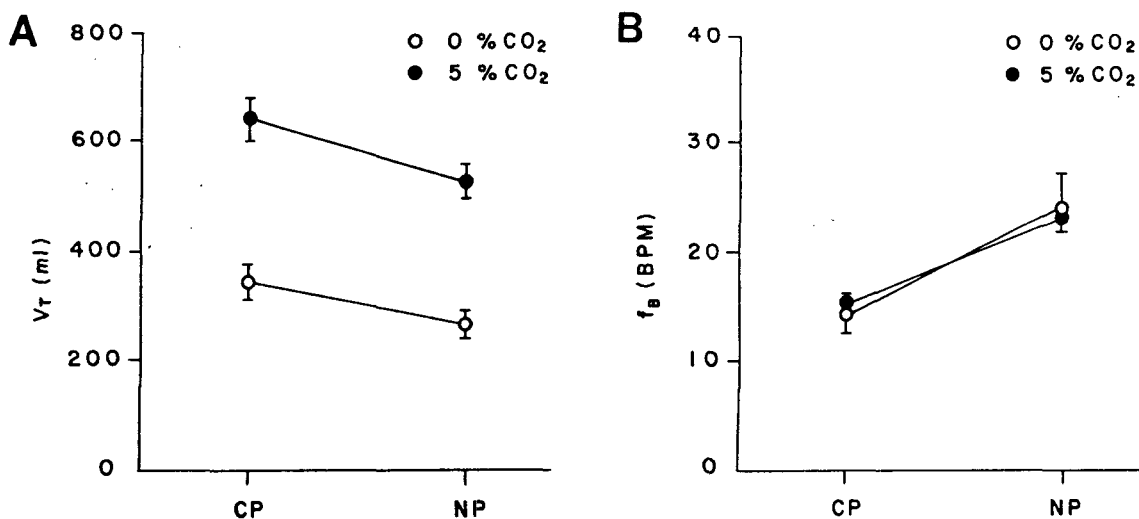 A
800
600
400
200
0
V_T (ml)
○ 0 % CO₂
● 5 % CO₂
CP NP
B
40
30
20
10
0
f_B (BPM)
○ 0 % CO₂
● 5 % CO₂
CP NP